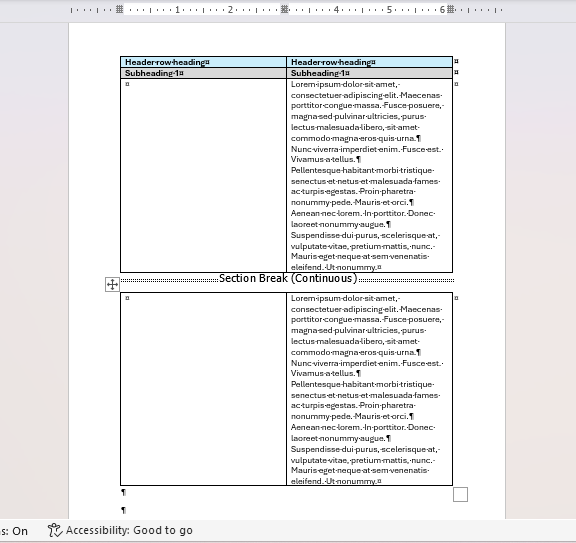 1 2 4 5 6
Header row heading¤ Header row heading¤ ¤
Subheading·1¤ Subheading·1¤ ¤
¤ Lorem·ipsum·dolor·sit·amet,· ¤
consectetuer·adipiscing·elit.·Maecenas·
porttitor·congue·massa.·Fusce·posuere,·
magna·sed·pulvinar·ultricies,·purus·
lectus·malesuada·libero,·sit·amet·
commodo·magna·eros·quis·urna.¶
Nunc·viverra·imperdiet·enim.·Fusce·est.·
Vivamus·a·tellus.¶
Pellentesque·habitant·morbi·tristique·
senectus·et·netus·et·malesuada·fames·
ac·turpis·egestas.·Proin·pharetra·
nonummy·pede.·Mauris·et·orci.¶
Aenean·nec·lorem.·In·porttitor.·Donec·
laoreet·nonummy·augue.¶
Suspendisse·dui·purus,·scelerisque·at,·
vulputate·vitae,·pretium·mattis,·nunc.·
Mauris·eget·neque·at·sem·venenatis·
eleifend.·Ut·nonummy.¤
Section Break (Continuous)
¤ Lorem·ipsum·dolor·sit·amet,· ¤
consectetuer·adipiscing·elit.·Maecenas·
porttitor·congue·massa.·Fusce·posuere,·
magna·sed·pulvinar·ultricies,·purus·
lectus·malesuada·libero,·sit·amet·
commodo·magna·eros·quis·urna.¶
Nunc·viverra·imperdiet·enim.·Fusce·est.·
Vivamus·a·tellus.¶
Pellentesque·habitant·morbi·tristique·
senectus·et·netus·et·malesuada·fames·
ac·turpis·egestas.·Proin·pharetra·
nonummy·pede.·Mauris·et·orci.¶
Aenean·nec·lorem.·In·porttitor.·Donec·
laoreet·nonummy·augue.¶
Suspendisse·dui·purus,·scelerisque·at,·
vulputate·vitae,·pretium·mattis,·nunc.·
Mauris·eget·neque·at·sem·venenatis·
eleifend.·Ut·nonummy.¤
¶
¶
s: On Accessibility: Good to go